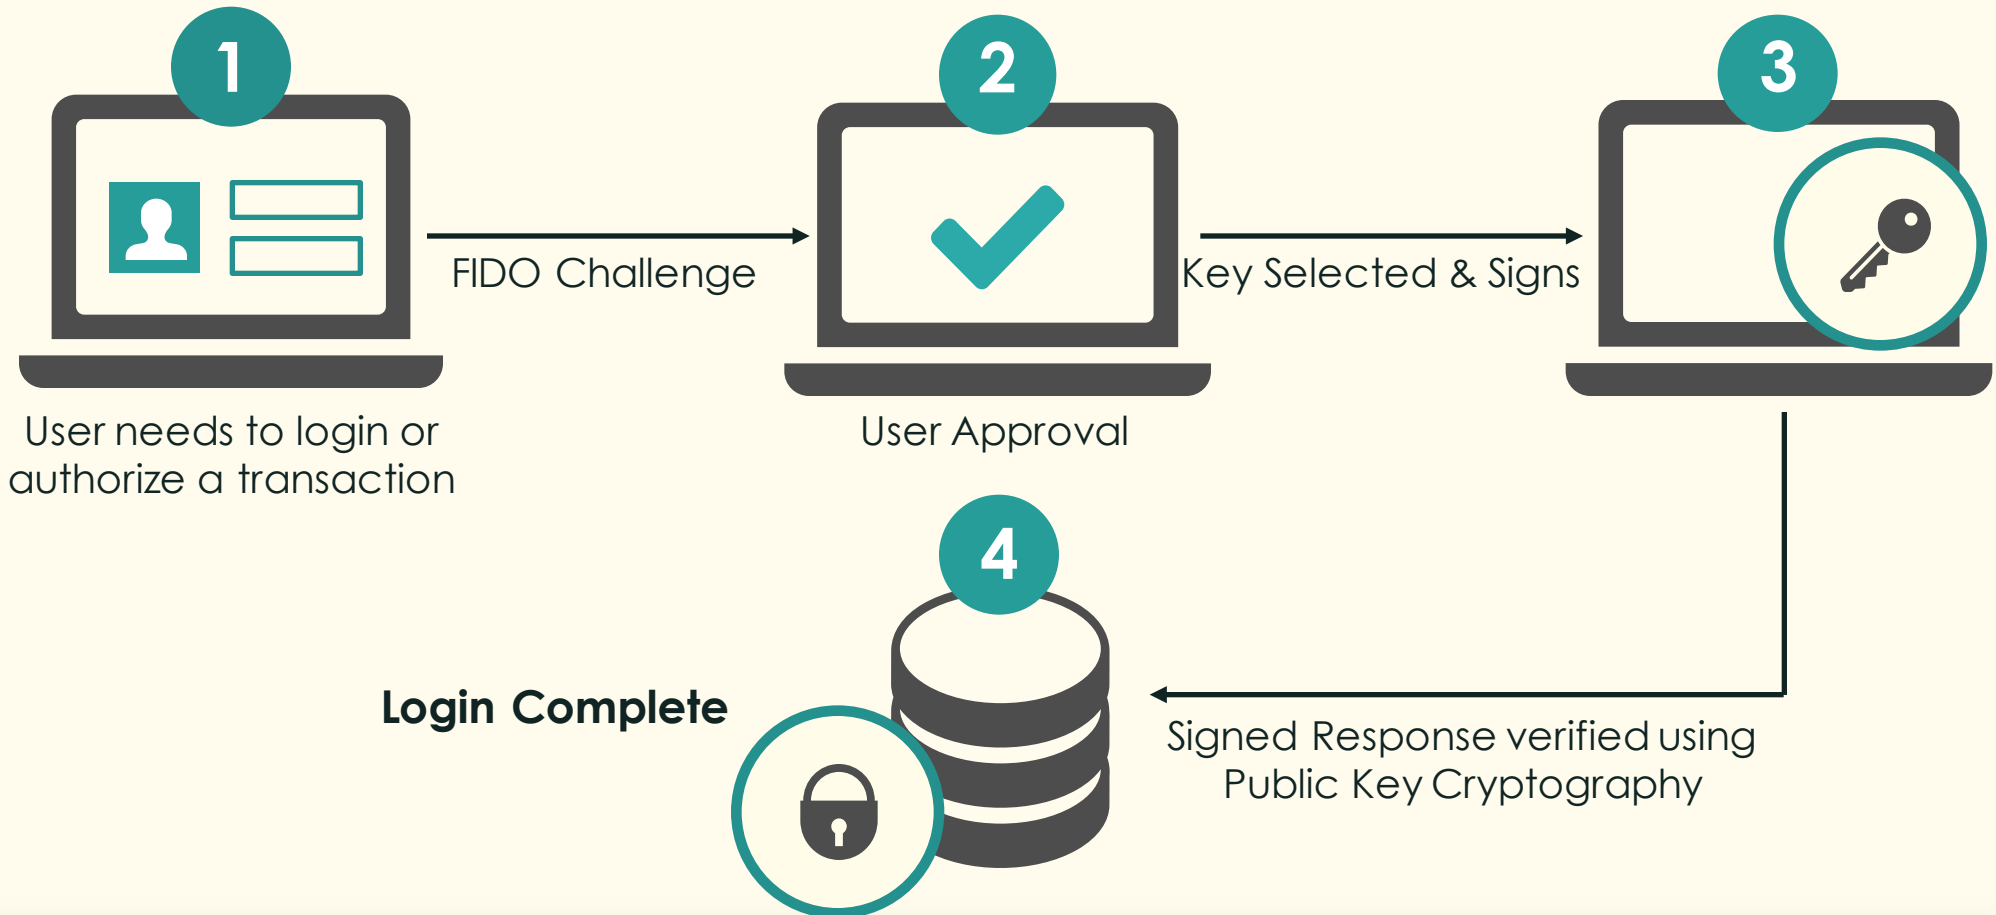 1
User needs to login or
authorize a transaction
FIDO Challenge
2
User Approval
Key Selected & Signs
3
Signed Response verified using
Public Key Cryptography
4
Login Complete